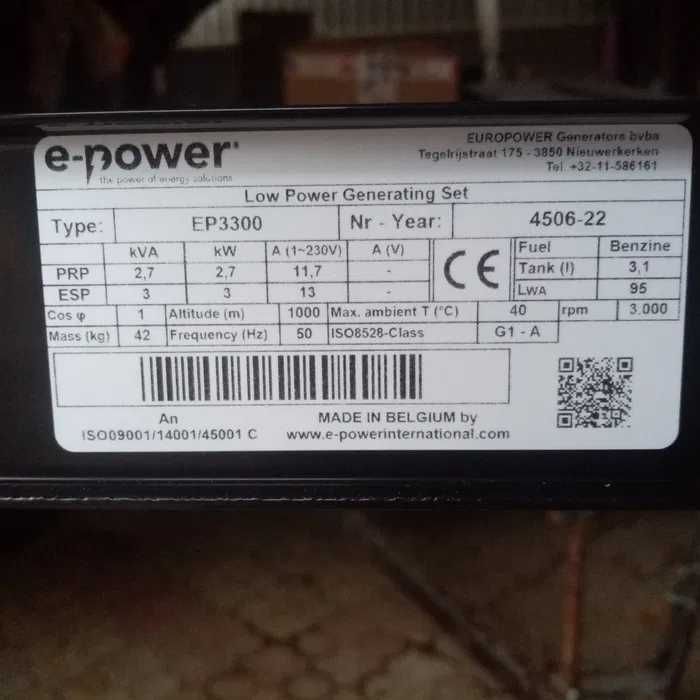 e-power
the power of energy solutions
EUROPOWER Generators bvba
Tegelrijstraat 175 - 3850 Nieuwerkerken
Tel. +32-11-586161
Low Power Generating Set
Type: EP3300 Nr - Year: 4506-22
kVA kW A (1~230V) A (V)
PRP 2,7 2,7 11,7 -
ESP 3 3 13 -
CE
Fuel Benzine
Tank (l) 3,1
LWA 95
Cos φ 1 Altitude (m) 1000 Max. ambient T (°C) 40 rpm 3.000
Mass (kg) 42 Frequency (Hz) 50 ISO8528-Class G1 - A
An
ISO09001/14001/45001 C
MADE IN BELGIUM by
www.e-powerinternational.com